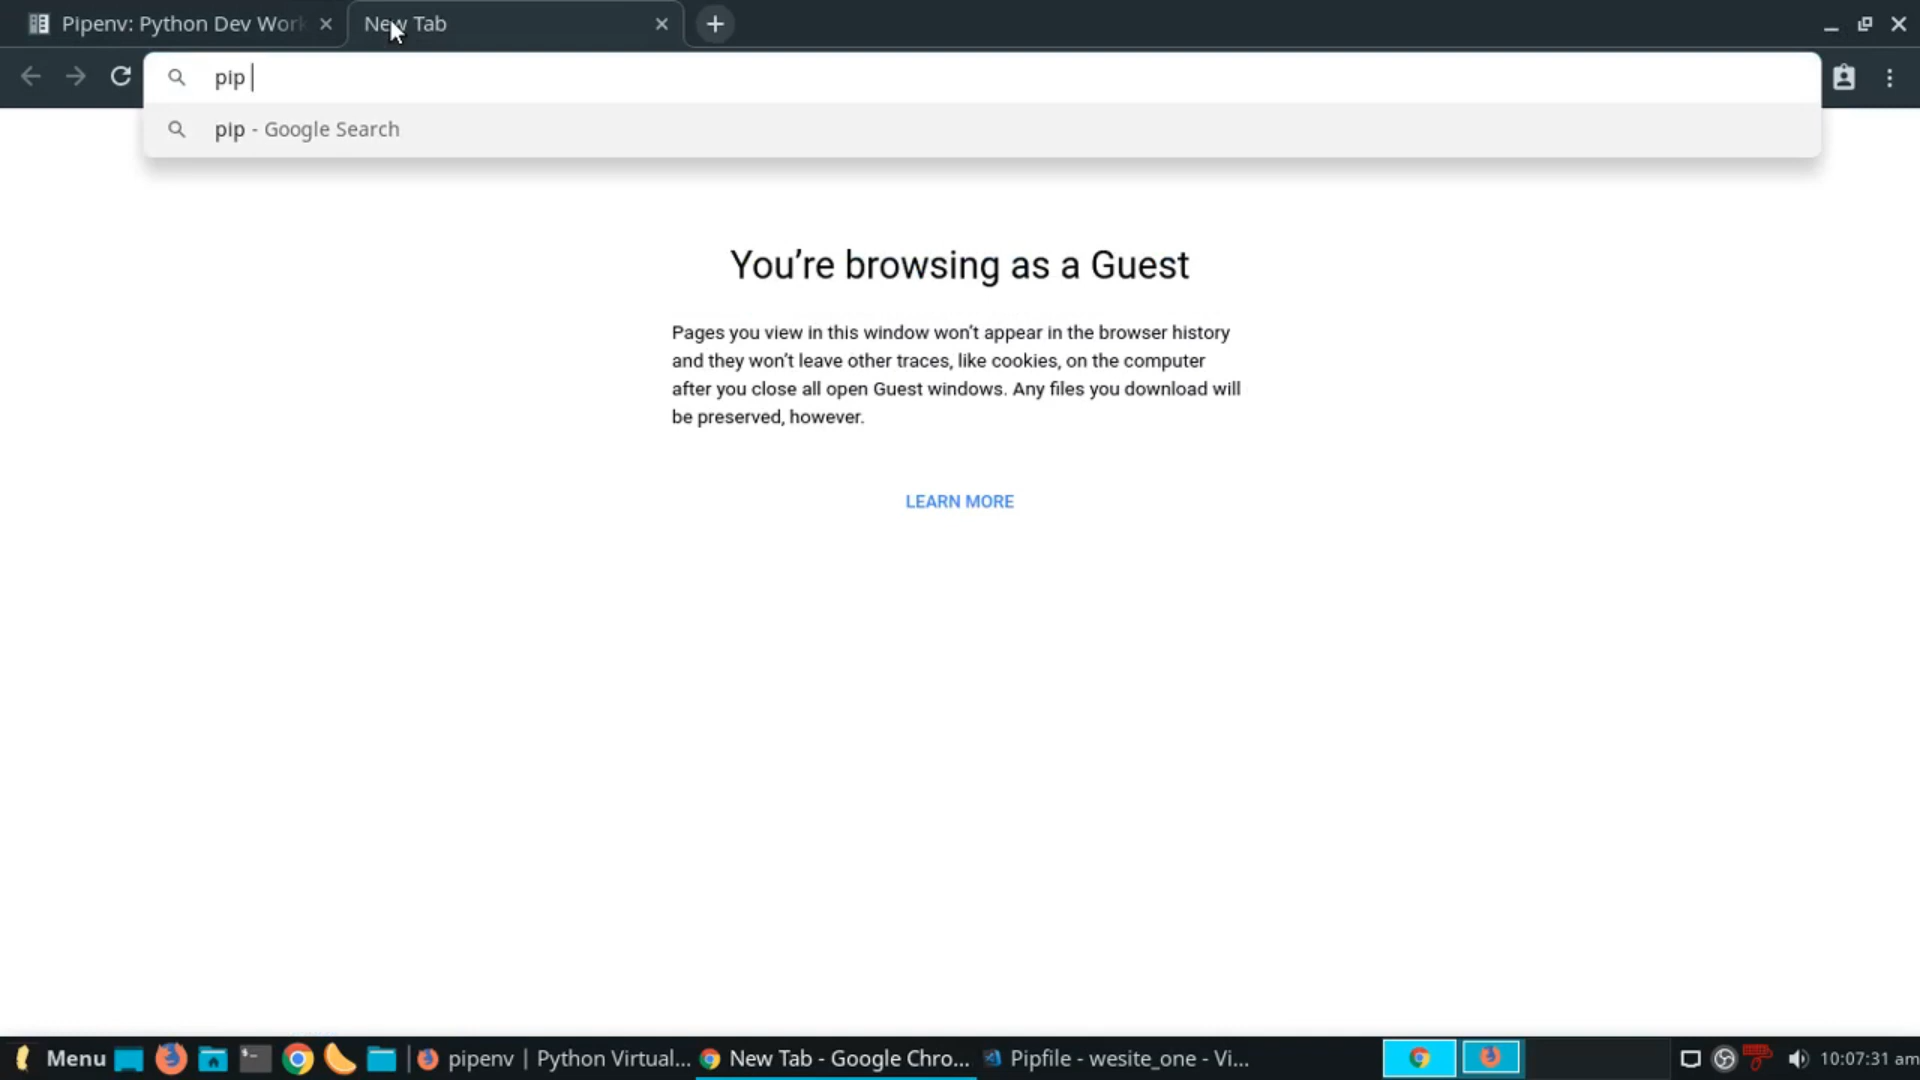 Pipenv: Python Dev Work
New Tab
pip
pip - Google Search
You’re browsing as a Guest
Pages you view in this window won’t appear in the browser history
and they won’t leave other traces, like cookies, on the computer
after you close all open Guest windows. Any files you download will
be preserved, however.
LEARN MORE
Menu
pipenv | Python Virtual...
New Tab - Google Chro...
Pipfile - wesite_one - Vi...
10:07:31 am